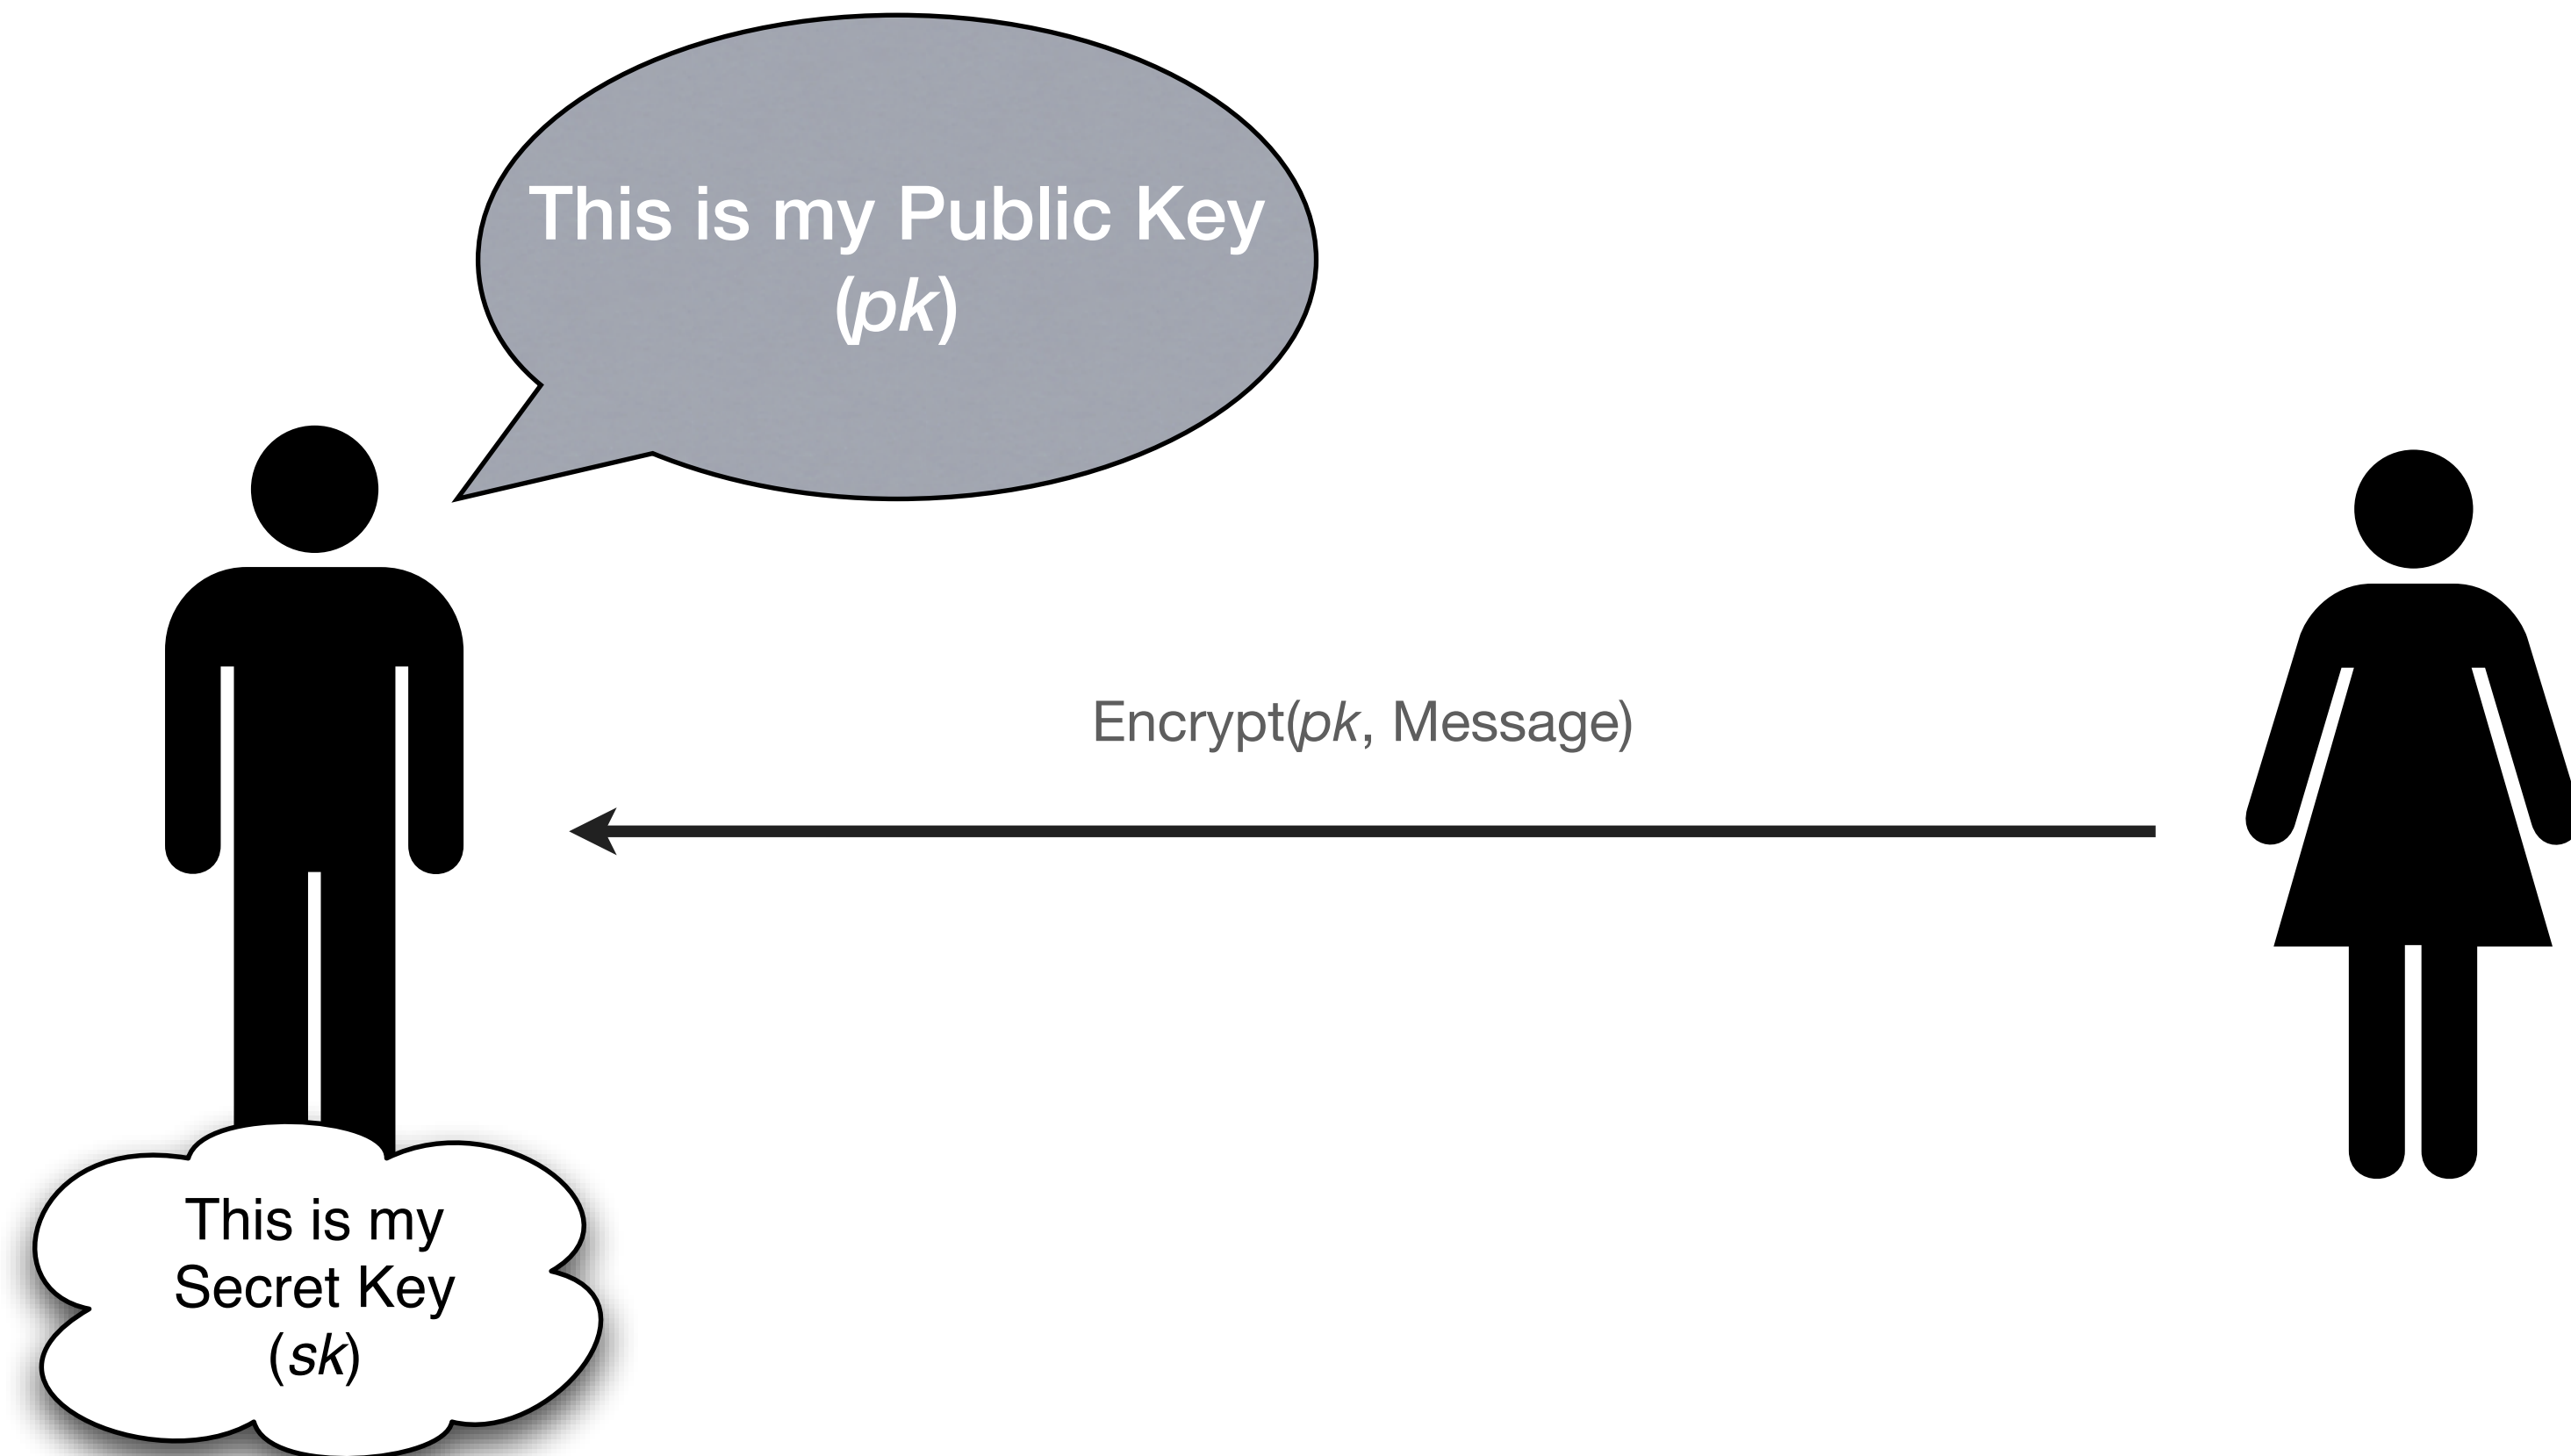 This is my Public Key
(pk)
Encrypt(pk, Message)
This is my
Secret Key
(sk)